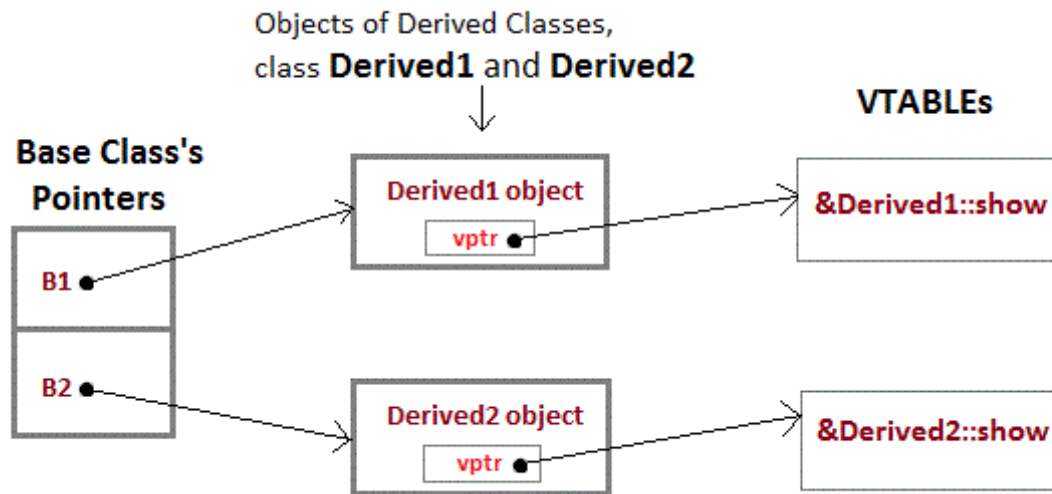 Objects of Derived Classes,
class Derived1 and Derived2
VTABLEs
Base Class's
Pointers
Derived1 object
vptr
&Derived1::show
B1
B2
Derived2 object
vptr
&Derived2::show